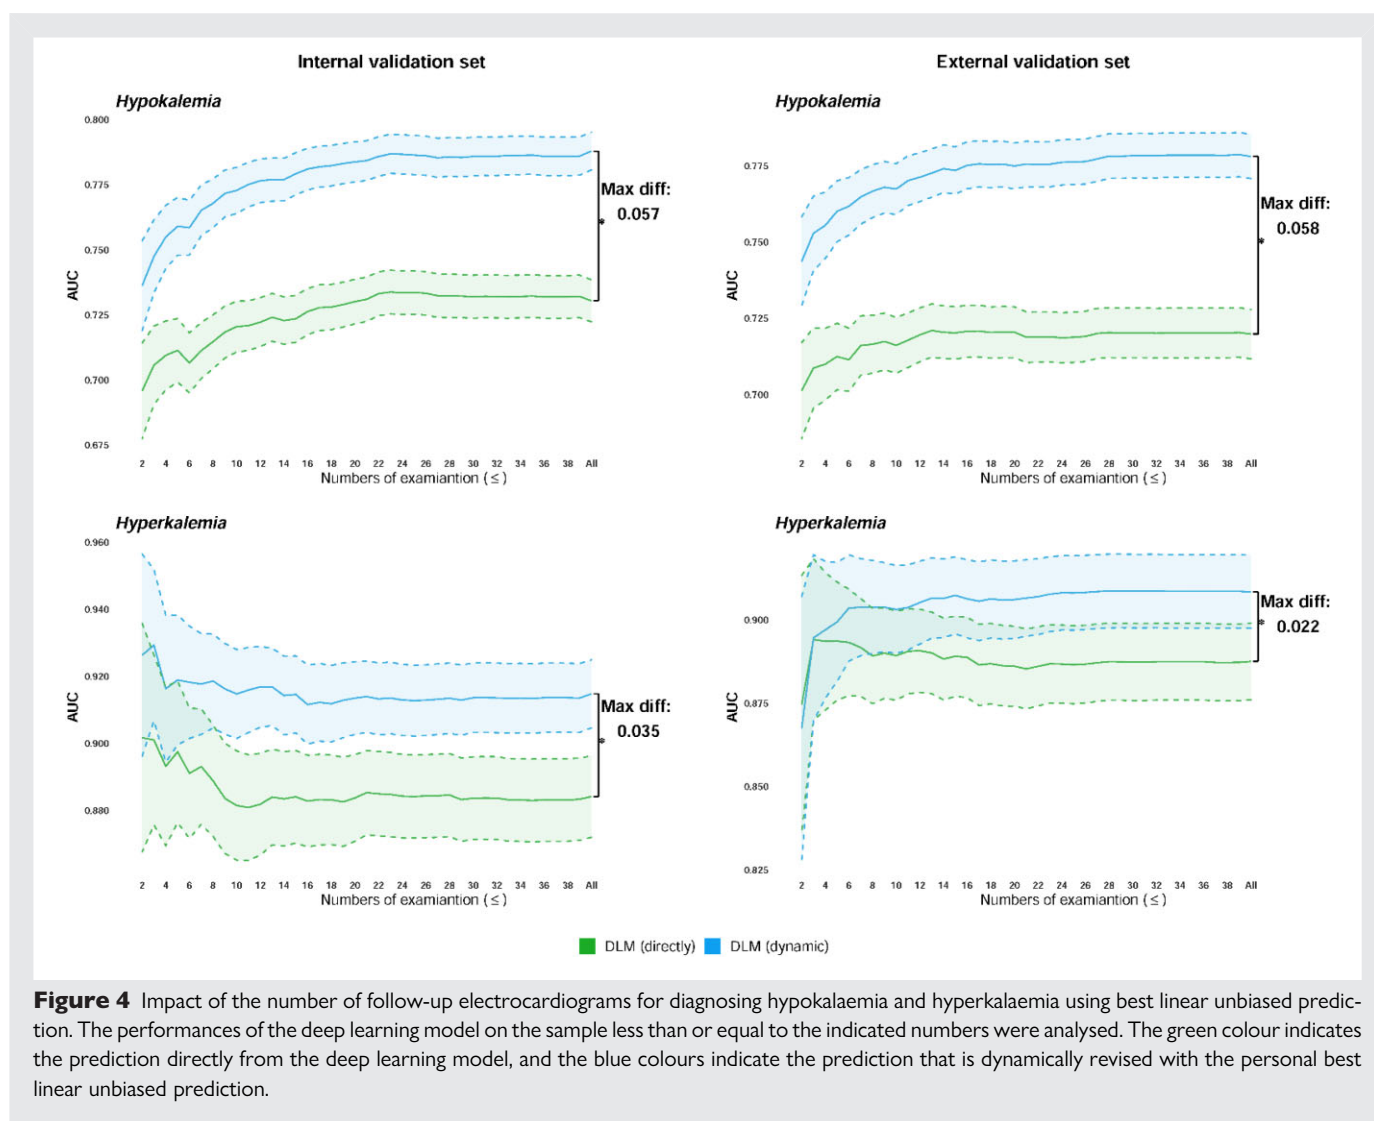 Internal validation set
External validation set
Hypokalemia
0.800
0.775
0.750
0.725
0.700
0.675
AUC
Max diff:
0.057
*
2 4 6 8 10 12 14 16 18 20 22 24 26 28 30 32 34 36 38 All
Numbers of examiantion (≤)
Hypokalemia
0.775
0.750
0.725
0.700
AUC
Max diff:
0.058
*
2 4 6 8 10 12 14 16 18 20 22 24 26 28 30 32 34 36 38 All
Numbers of examiantion (≤)
Hyperkalemia
0.960
0.940
0.920
0.900
0.880
AUC
Max diff:
0.035
*
2 4 6 8 10 12 14 16 18 20 22 24 26 28 30 32 34 36 38 All
Numbers of examiantion (≤)
Hyperkalemia
0.900
0.875
0.850
0.825
AUC
Max diff:
0.022
*
2 4 6 8 10 12 14 16 18 20 22 24 26 28 30 32 34 36 38 All
Numbers of examiantion (≤)
DLM (directly) DLM (dynamic)
Figure 4 Impact of the number of follow-up electrocardiograms for diagnosing hypokalaemia and hyperkalaemia using best linear unbiased predic-
tion. The performances of the deep learning model on the sample less than or equal to the indicated numbers were analysed. The green colour indicates
the prediction directly from the deep learning model, and the blue colours indicate the prediction that is dynamically revised with the personal best
linear unbiased prediction.